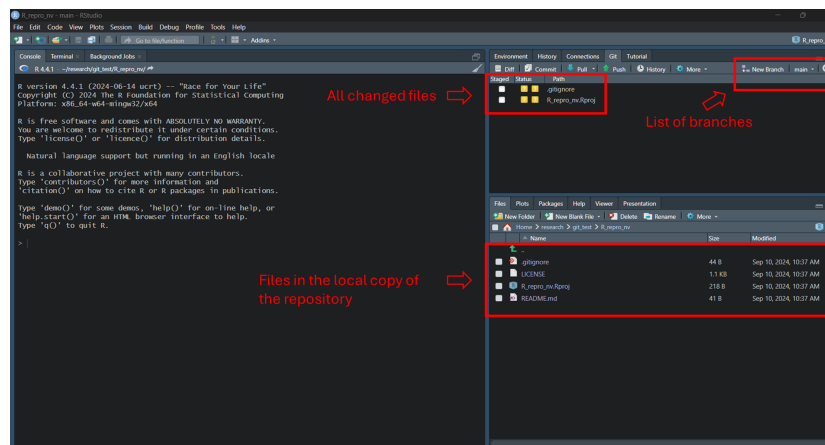 R_repro_nv - main - RStudio
File Edit Code View Plots Session Build Debug Profile Tools Help
Go to file/function
Addins
R_repro_
Console Terminal Background Jobs
R 4.4.1 ~/research/git_test/R_repro_nv/
R version 4.4.1 (2024-06-14 ucrt) -- "Race for Your Life"
Copyright (C) 2024 The R Foundation for Statistical Computing
Platform: x86_64-w64-mingw32/x64
R is free software and comes with ABSOLUTELY NO WARRANTY.
You are welcome to redistribute it under certain conditions.
Type 'license()' or 'licence()' for distribution details.
Natural language support but running in an English locale
R is a collaborative project with many contributors.
Type 'contributors()' for more information and
'citation()' on how to cite R or R packages in publications.
Type 'demo()' for some demos, 'help()' for on-line help, or
'help.start()' for an HTML browser interface to help.
Type 'q()' to quit R.
>
All changed files
Files in the local copy of
the repository
Environment History Connections Git Tutorial
Diff Commit Pull Push History More New Branch main
Staged Status Path
.gitignore
R_repro_nv.Rproj
List of branches
Files Plots Packages Help Viewer Presentation
New Folder New Blank File Delete Rename More
Home > research > git_test > R_repro_nv
Name Size Modified
..
.gitignore 44 B Sep 10, 2024, 10:37 AM
LICENSE 1.1 KB Sep 10, 2024, 10:37 AM
R_repro_nv.Rproj 218 B Sep 10, 2024, 10:37 AM
README.md 41 B Sep 10, 2024, 10:37 AM